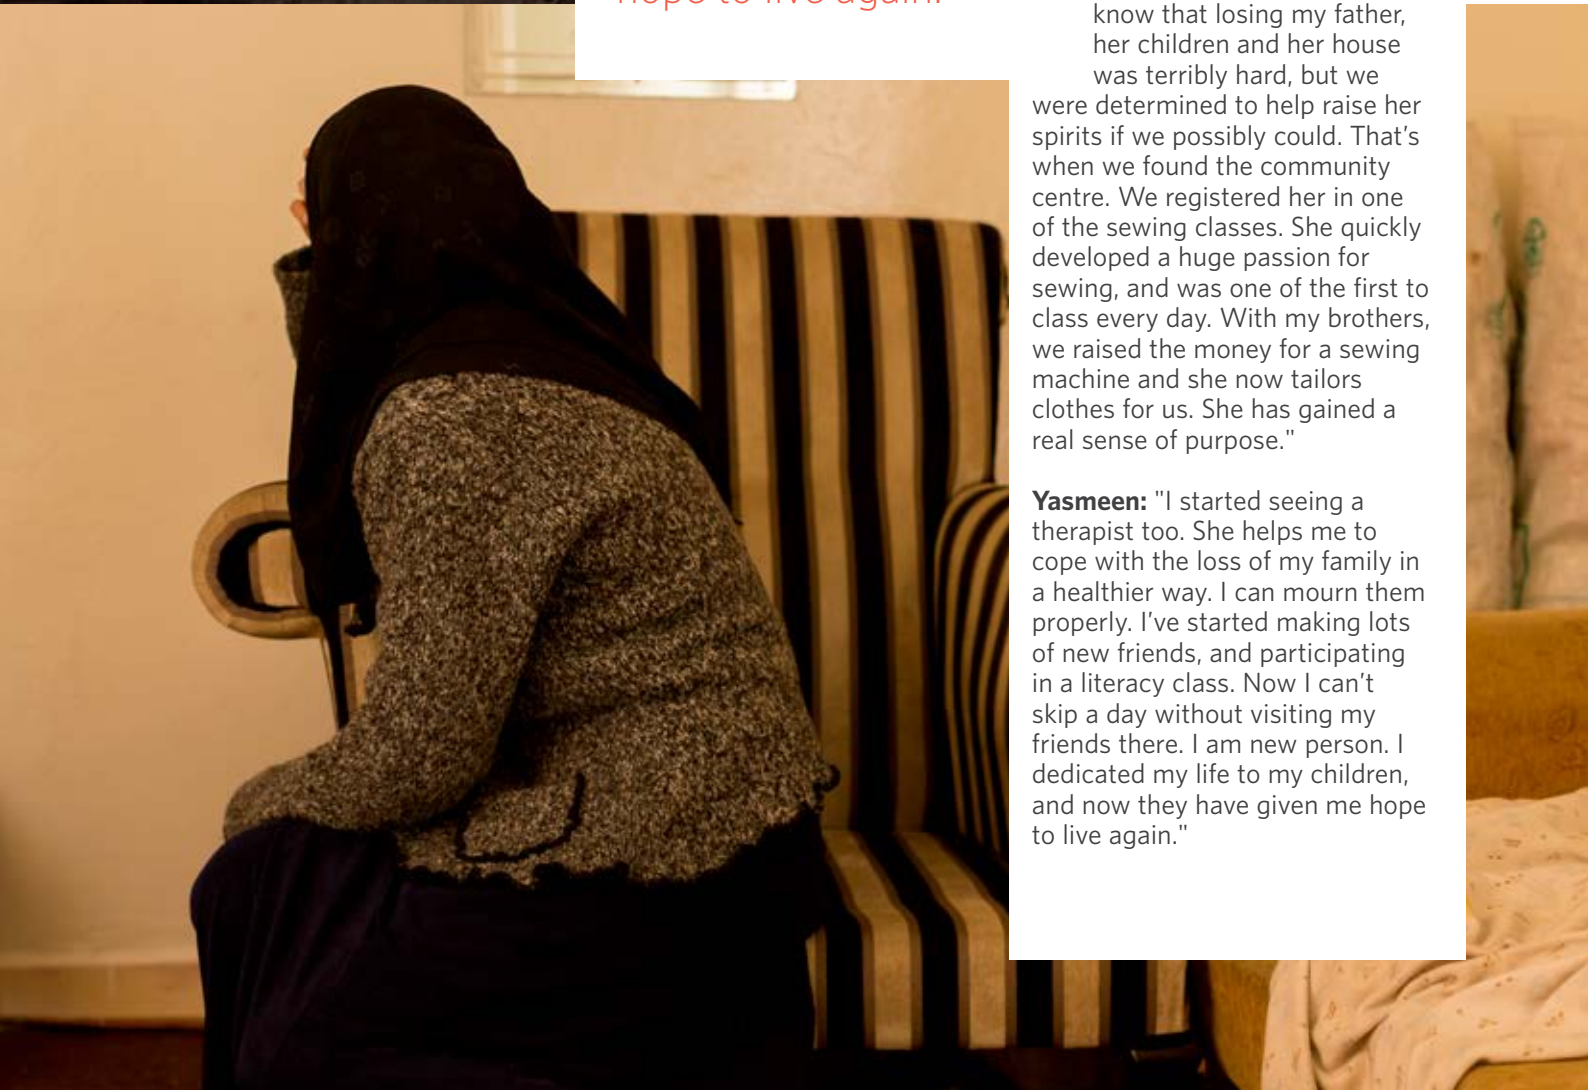 hope to live again.
know that losing my father,
her children and her house
was terribly hard, but we
were determined to help raise her
spirits if we possibly could. That’s
when we found the community
centre. We registered her in one
of the sewing classes. She quickly
developed a huge passion for
sewing, and was one of the first to
class every day. With my brothers,
we raised the money for a sewing
machine and she now tailors
clothes for us. She has gained a
real sense of purpose."
Yasmeen: "I started seeing a
therapist too. She helps me to
cope with the loss of my family in
a healthier way. I can mourn them
properly. I’ve started making lots
of new friends, and participating
in a literacy class. Now I can’t
skip a day without visiting my
friends there. I am new person. I
dedicated my life to my children,
and now they have given me hope
to live again."